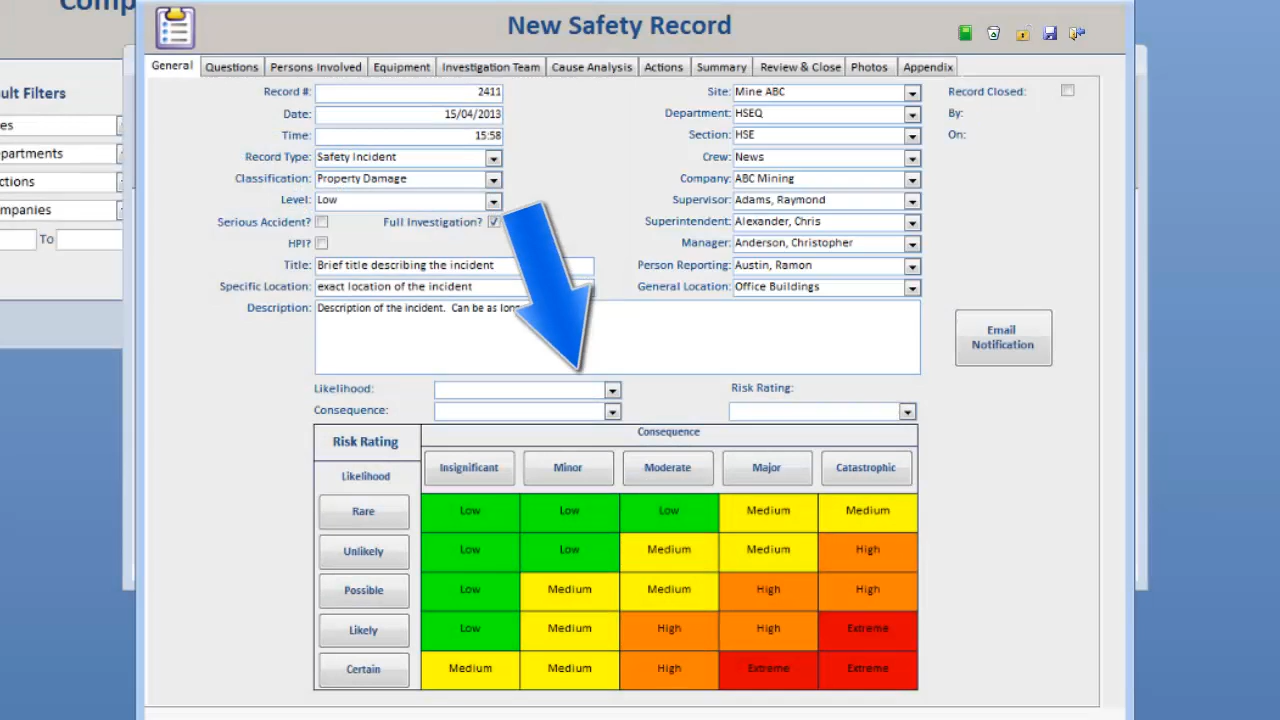 Comp
New Safety Record
General Questions Persons Involved Equipment Investigation Team Cause Analysis Actions Summary Review & Close Photos Appendix
ult Filters
es
partments
ctions
mpanies
To
Record #: 2411 Site: Mine ABC Record Closed:
Date: 15/04/2013 Department: HSEQ By:
Time: 15:58 Section: HSE On:
Record Type: Safety Incident Crew: News
Classification: Property Damage Company: ABC Mining
Level: Low Supervisor: Adams, Raymond
Serious Accident? Full Investigation? Superintendent: Alexander, Chris
HPI? Manager: Anderson, Christopher
Title: Brief title describing the incident Person Reporting: Austin, Ramon
Specific Location: exact location of the incident General Location: Office Buildings
Description: Description of the incident. Can be as long
Email
Notification
Likelihood: Risk Rating:
Consequence:
Risk Rating Consequence
Likelihood Insignificant Minor Moderate Major Catastrophic
Rare Low Low Low Medium Medium
Unlikely Low Low Medium Medium High
Possible Low Medium Medium High High
Likely Low Medium High High Extreme
Certain Medium Medium High Extreme Extreme